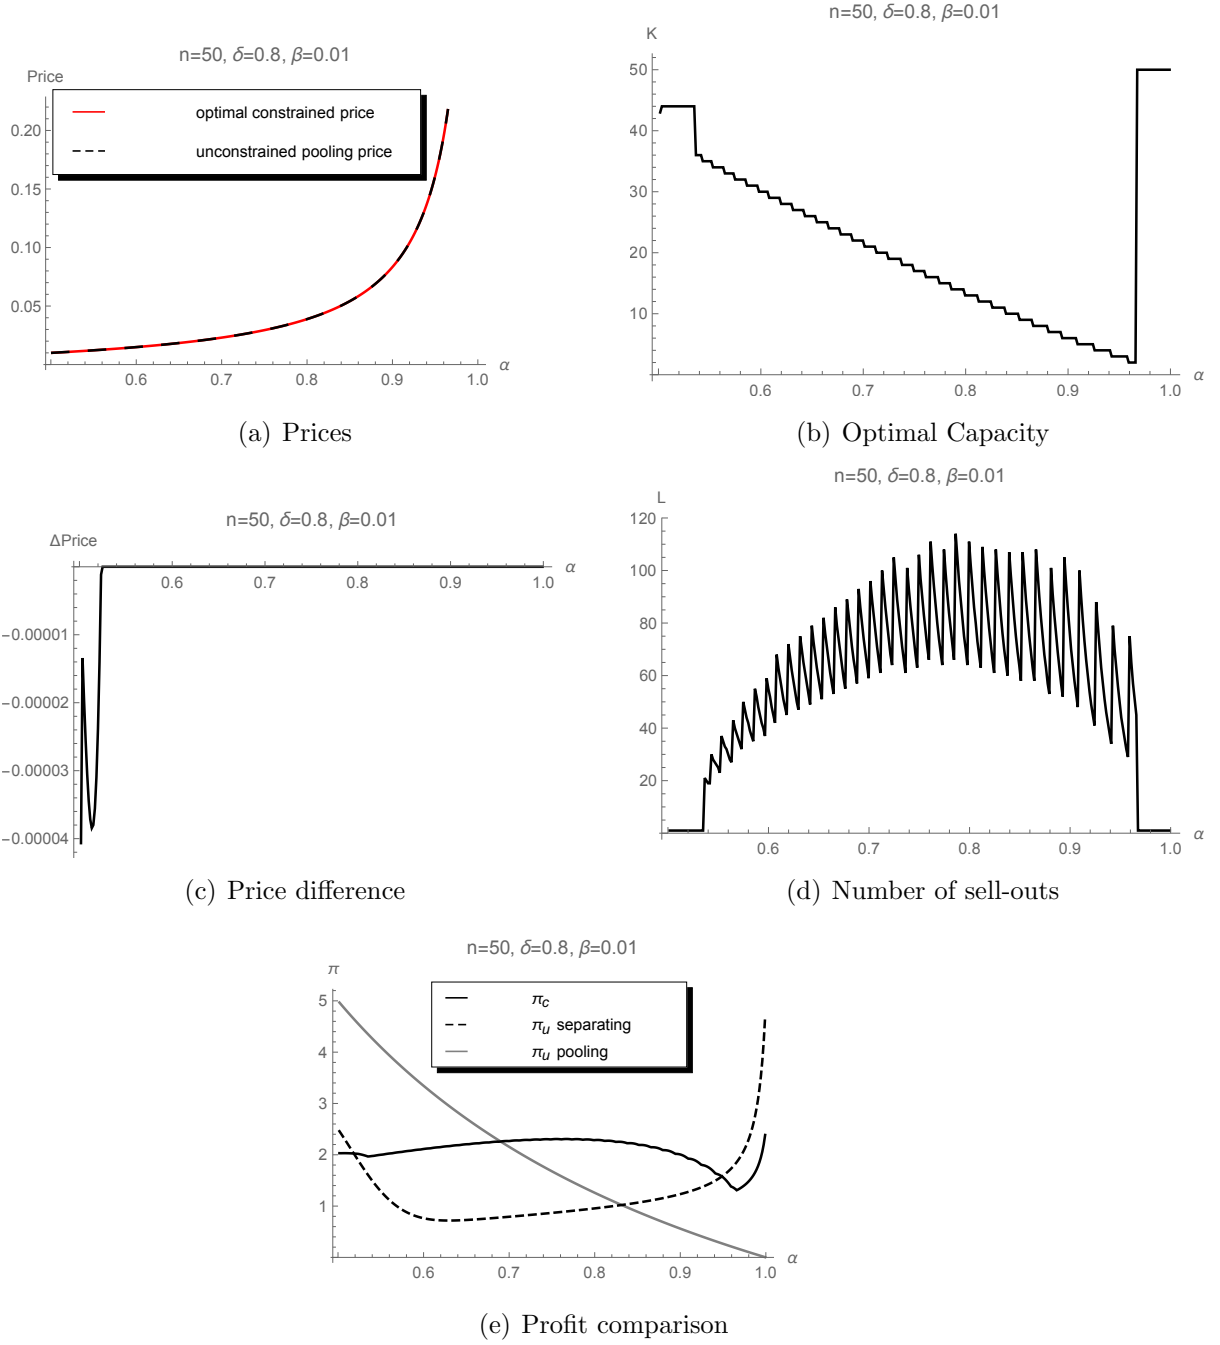 n=50, δ=0.8, β=0.01
Price
optimal constrained price
unconstrained pooling price
0.20
0.15
0.10
0.05
0.6 0.7 0.8 0.9 1.0 α
(a) Prices
n=50, δ=0.8, β=0.01
K
50
40
30
20
10
0.6 0.7 0.8 0.9 1.0 α
(b) Optimal Capacity
n=50, δ=0.8, β=0.01
ΔPrice
0.6 0.7 0.8 0.9 1.0 α
−0.00001
−0.00002
−0.00003
−0.00004
(c) Price difference
n=50, δ=0.8, β=0.01
L
120
100
80
60
40
20
0.6 0.7 0.8 0.9 1.0 α
(d) Number of sell-outs
n=50, δ=0.8, β=0.01
π
πc
πu separating
πu pooling
5
4
3
2
1
0.6 0.7 0.8 0.9 1.0 α
(e) Profit comparison